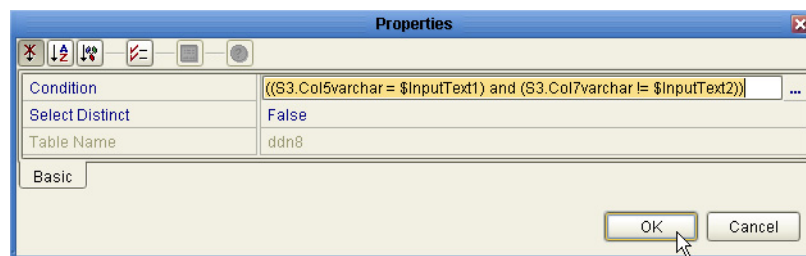 Properties
Condition ((S3.Col5varchar = $InputText1) and (S3.Col7varchar != $InputText2)) ...
Select Distinct False
Table Name ddn8
Basic
OK Cancel